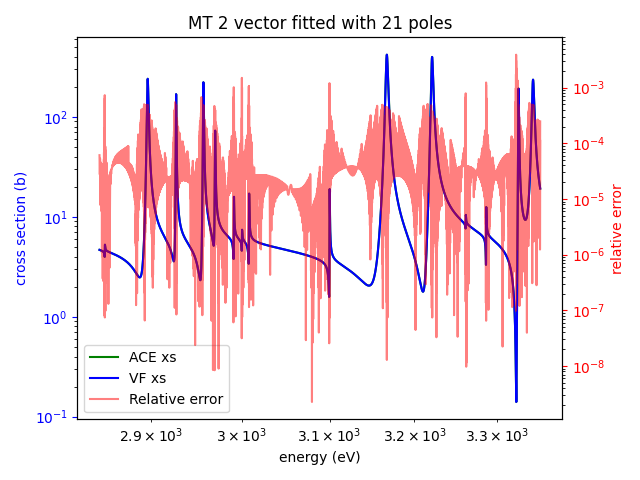 MT 2 vector fitted with 21 poles
cross section (b)
10²
10¹
10⁰
10⁻¹
10⁻³
10⁻⁴
10⁻⁵
10⁻⁶
10⁻⁷
10⁻⁸
relative error
ACE xs
VF xs
Relative error
2.9 × 10³ 3 × 10³ 3.1 × 10³ 3.2 × 10³ 3.3 × 10³
energy (eV)